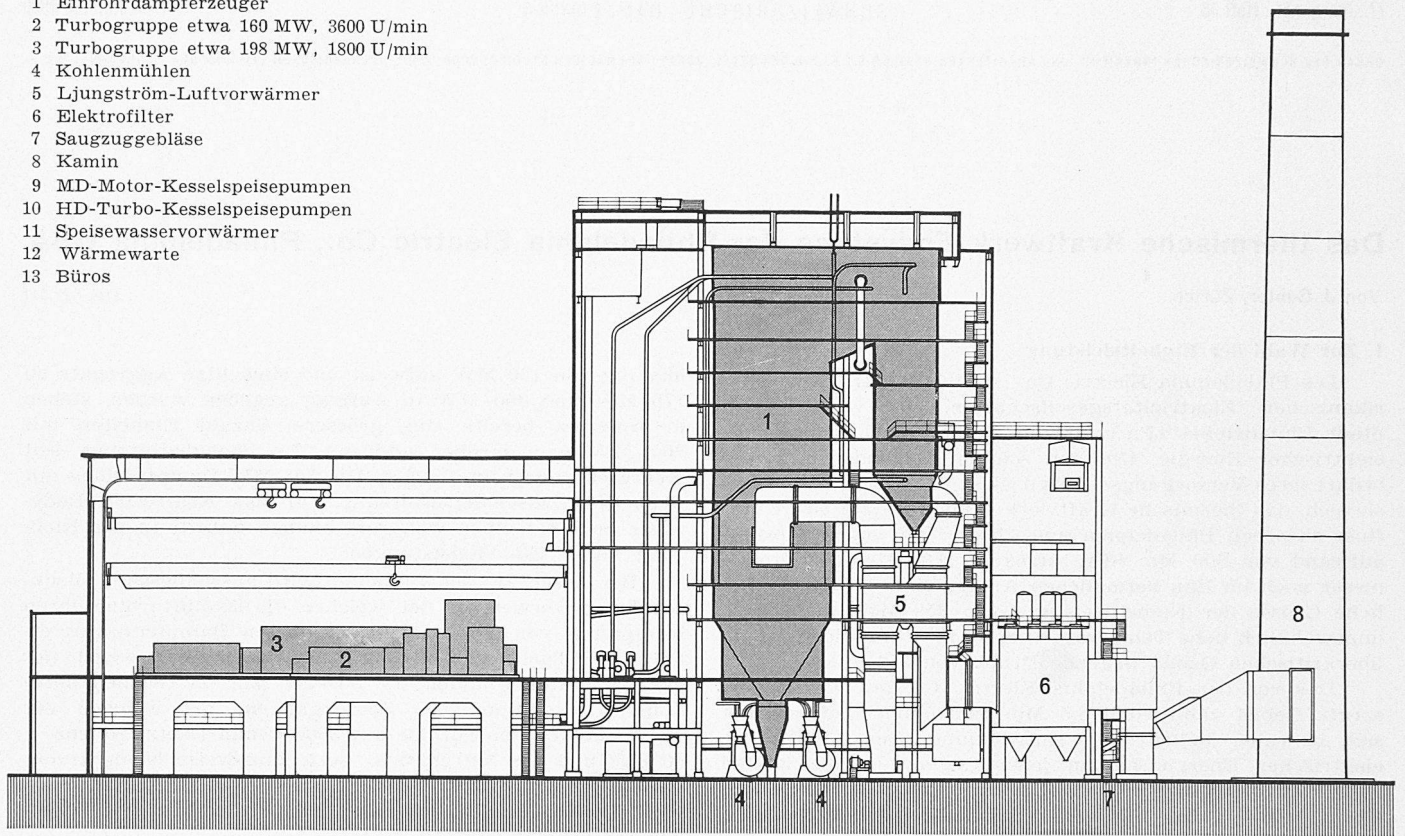 1 Einrohrdampferzeuger
2 Turbogruppe etwa 160 MW, 3600 U/min
3 Turbogruppe etwa 198 MW, 1800 U/min
4 Kohlenmühlen
5 Ljungström-Luftvorwärmer
6 Elektrofilter
7 Saugzuggebläse
8 Kamin
9 MD-Motor-Kesselspeisepumpen
10 HD-Turbo-Kesselspeisepumpen
11 Speisewasservorwärmer
12 Wärmewarte
13 Büros
1
5
8
3
2
6
4
4
7